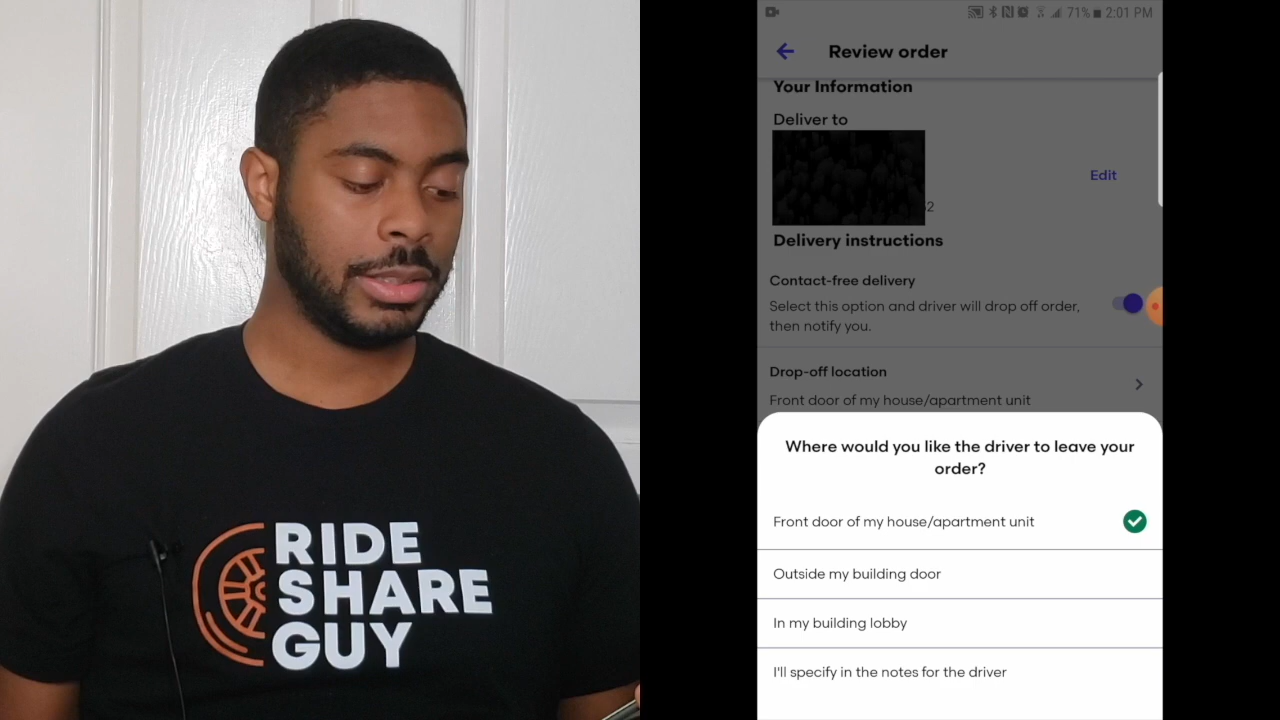 RIDE
SHARE
GUY
71% 2:01 PM
Review order
Your Information
Deliver to
Edit
Delivery instructions
Contact-free delivery
Select this option and driver will drop off order,
then notify you.
Drop-off location
Front door of my house/apartment unit
Where would you like the driver to leave your
order?
Front door of my house/apartment unit
Outside my building door
In my building lobby
I'll specify in the notes for the driver